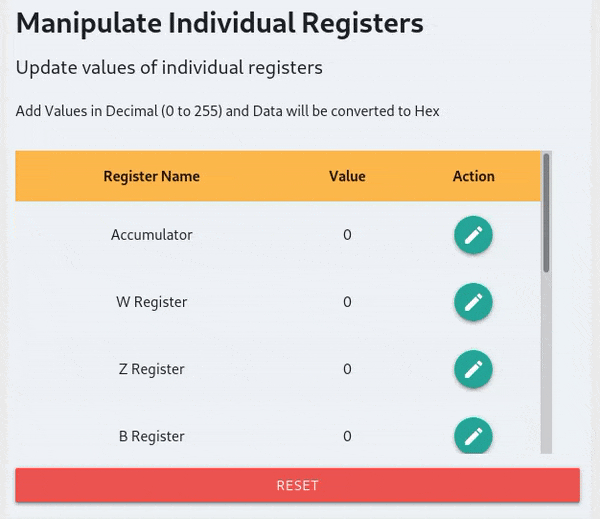 Manipulate Individual Registers
Update values of individual registers
Add Values in Decimal (0 to 255) and Data will be converted to Hex
Register Name Value Action
Accumulator 0
W Register 0
Z Register 0
B Register 0
RESET